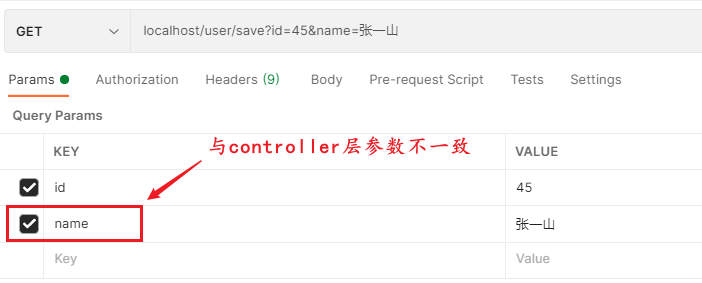 GET localhost/user/save?id=45&name=张一山
Params Authorization Headers (9) Body Pre-request Script Tests Settings
Query Params
与controller层参数不一致
KEY VALUE
id 45
name 张一山
Key Value